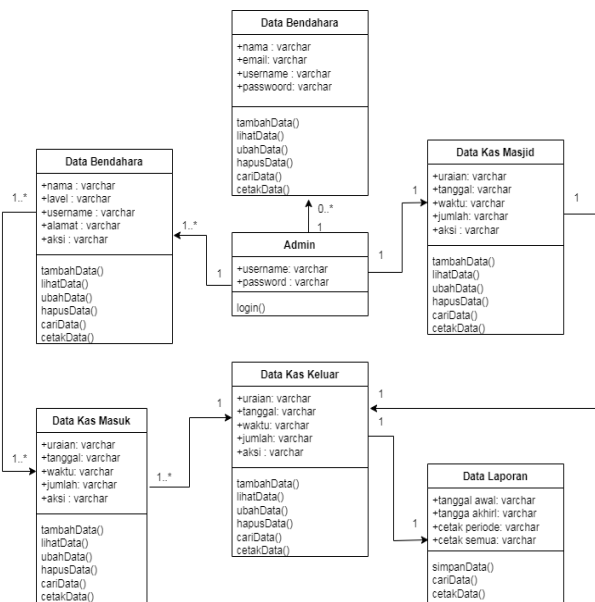 Data Bendahara
+nama : varchar
+email: varchar
+username : varchar
+passwoord: varchar
tambahData()
lihatData()
ubahData()
hapusData()
cariData()
cetakData()
Data Bendahara
+nama : varchar
+lavel : varchar
+username : varchar
+alamat : varchar
+aksi : varchar
tambahData()
lihatData()
ubahData()
hapusData()
cariData()
cetakData()
1..*
1..*
1
0..*
1
Admin
+username: varchar
+password : varchar
login()
1
1
Data Kas Masjid
+uraian: varchar
+tanggal: varchar
+waktu: varchar
+jumlah: varchar
+aksi : varchar
tambahData()
lihatData()
ubahData()
hapusData()
cariData()
cetakData()
1
Data Kas Masuk
+uraian: varchar
+tanggal: varchar
+waktu: varchar
+jumlah: varchar
+aksi : varchar
tambahData()
lihatData()
ubahData()
hapusData()
cariData()
cetakData()
1..*
1..*
1
Data Kas Keluar
+uraian: varchar
+tanggal: varchar
+waktu: varchar
+jumlah: varchar
+aksi : varchar
tambahData()
lihatData()
ubahData()
hapusData()
cariData()
cetakData()
1
1
1
Data Laporan
+tanggal awal: varchar
+tangga akhirl: varchar
+cetak periode: varchar
+cetak semua: varchar
simpanData()
cariData()
cetakData()